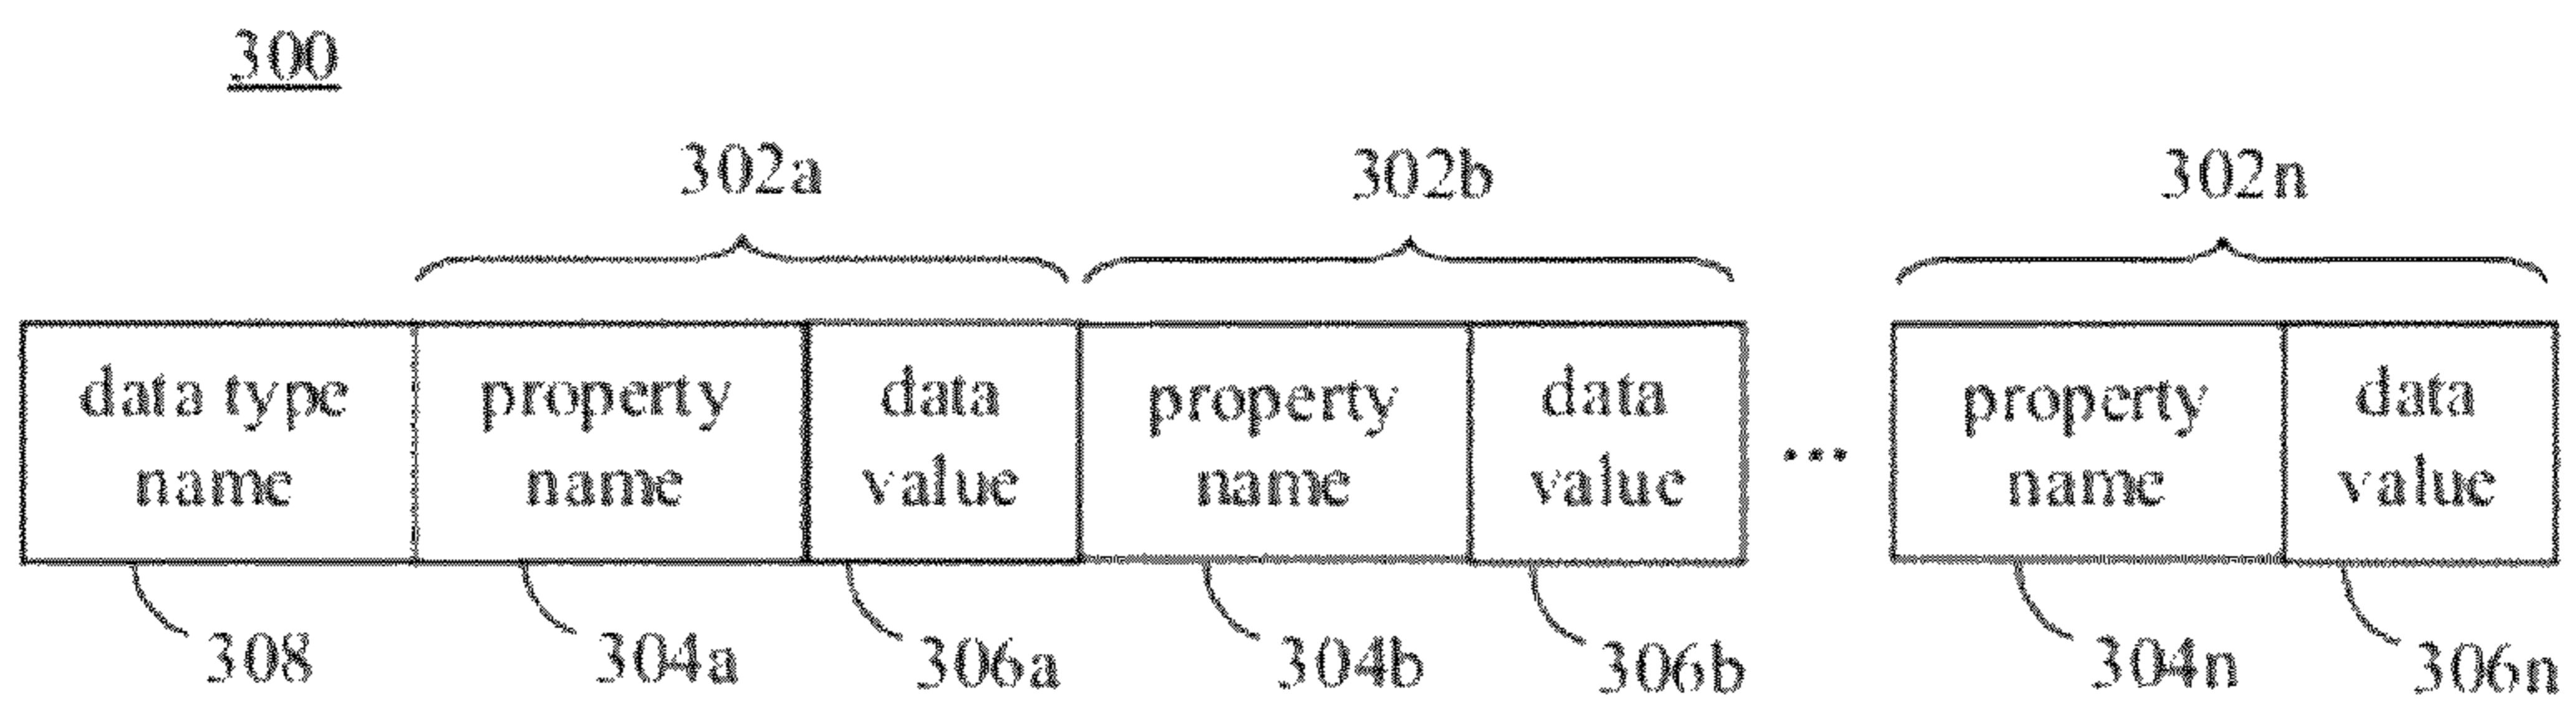 300
302a 302b 302n
data type name
property name
data value
property name
data value
...
property name
data value
308 304a 306a 304b 306b 304n 306n